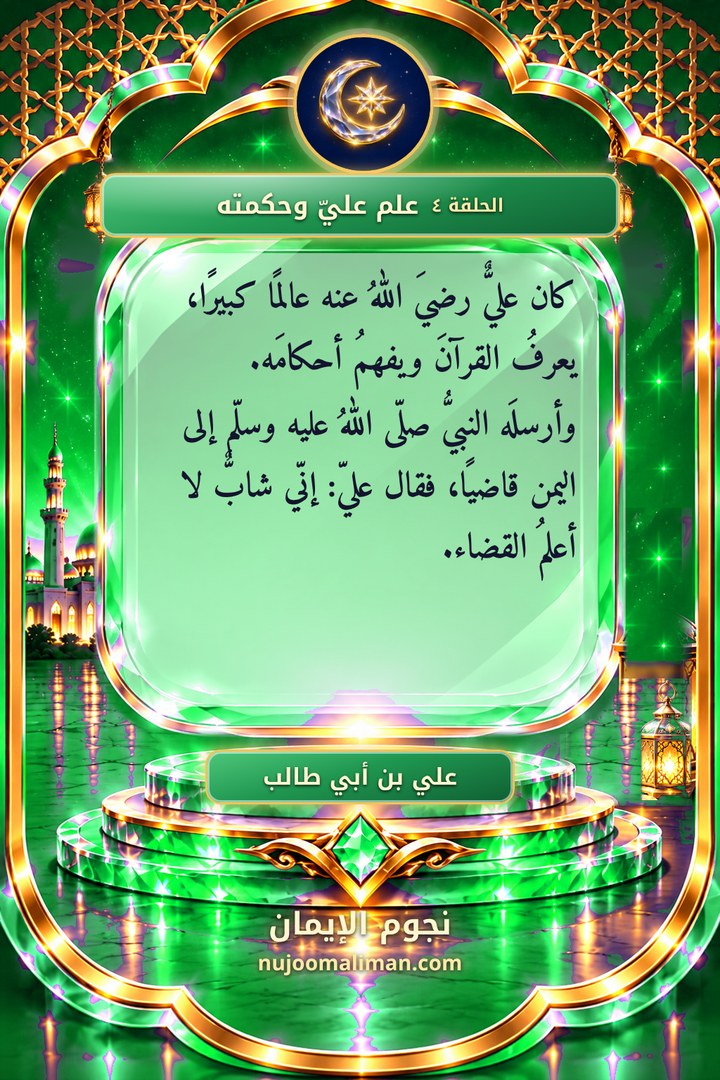 الحلقة ٤ علم عليّ وحكمته
كان عليٌّ رضيَ اللهُ عنه عالمًا كبيرًا،
يعرفُ القرآنَ ويفهمُ أحكامَه.
وأرسلَه النبيُّ صلّى اللهُ عليه وسلّم إلى
اليمن قاضيًا، فقال عليّ: إنّي شابٌّ لا
أعلمُ القضاء.
علي بن أبي طالب
نجوم الإيمان
nujoomaliman.com